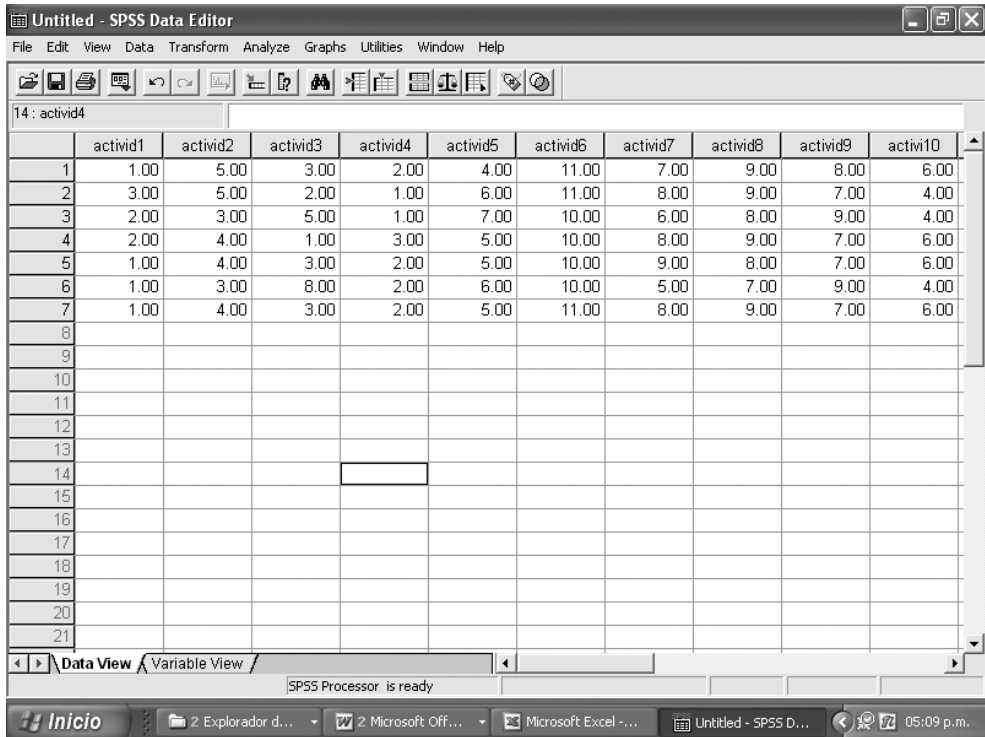 Untitled - SPSS Data Editor
File Edit View Data Transform Analyze Graphs Utilities Window Help
14 : activid4
activid1 activid2 activid3 activid4 activid5 activid6 activid7 activid8 activid9 activi10
1 1.00 5.00 3.00 2.00 4.00 11.00 7.00 9.00 8.00 6.00
2 3.00 5.00 2.00 1.00 6.00 11.00 8.00 9.00 7.00 4.00
3 2.00 3.00 5.00 1.00 7.00 10.00 6.00 8.00 9.00 4.00
4 2.00 4.00 1.00 3.00 5.00 10.00 8.00 9.00 7.00 6.00
5 1.00 4.00 3.00 2.00 5.00 10.00 9.00 8.00 7.00 6.00
6 1.00 3.00 8.00 2.00 6.00 10.00 5.00 7.00 9.00 4.00
7 1.00 4.00 3.00 2.00 5.00 11.00 8.00 9.00 7.00 6.00
8
9
10
11
12
13
14
15
16
17
18
19
20
21
Data View Variable View
SPSS Processor is ready
Inicio 2 Explorador d... 2 Microsoft Off... Microsoft Excel -... Untitled - SPSS D... 05:09 p.m.